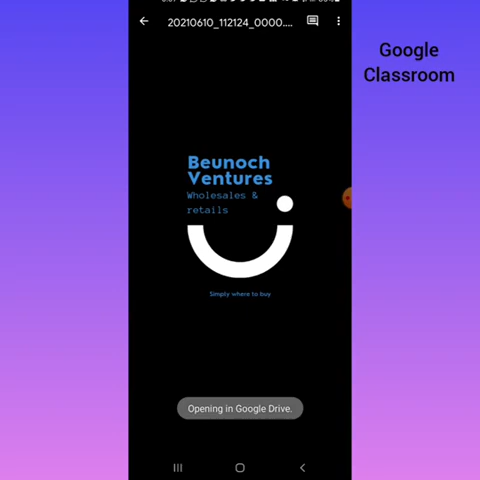 20210610_112124_0000....
Google
Classroom
Beunoch
Ventures
Wholesales &
retails
Simply where to buy
Opening in Google Drive.